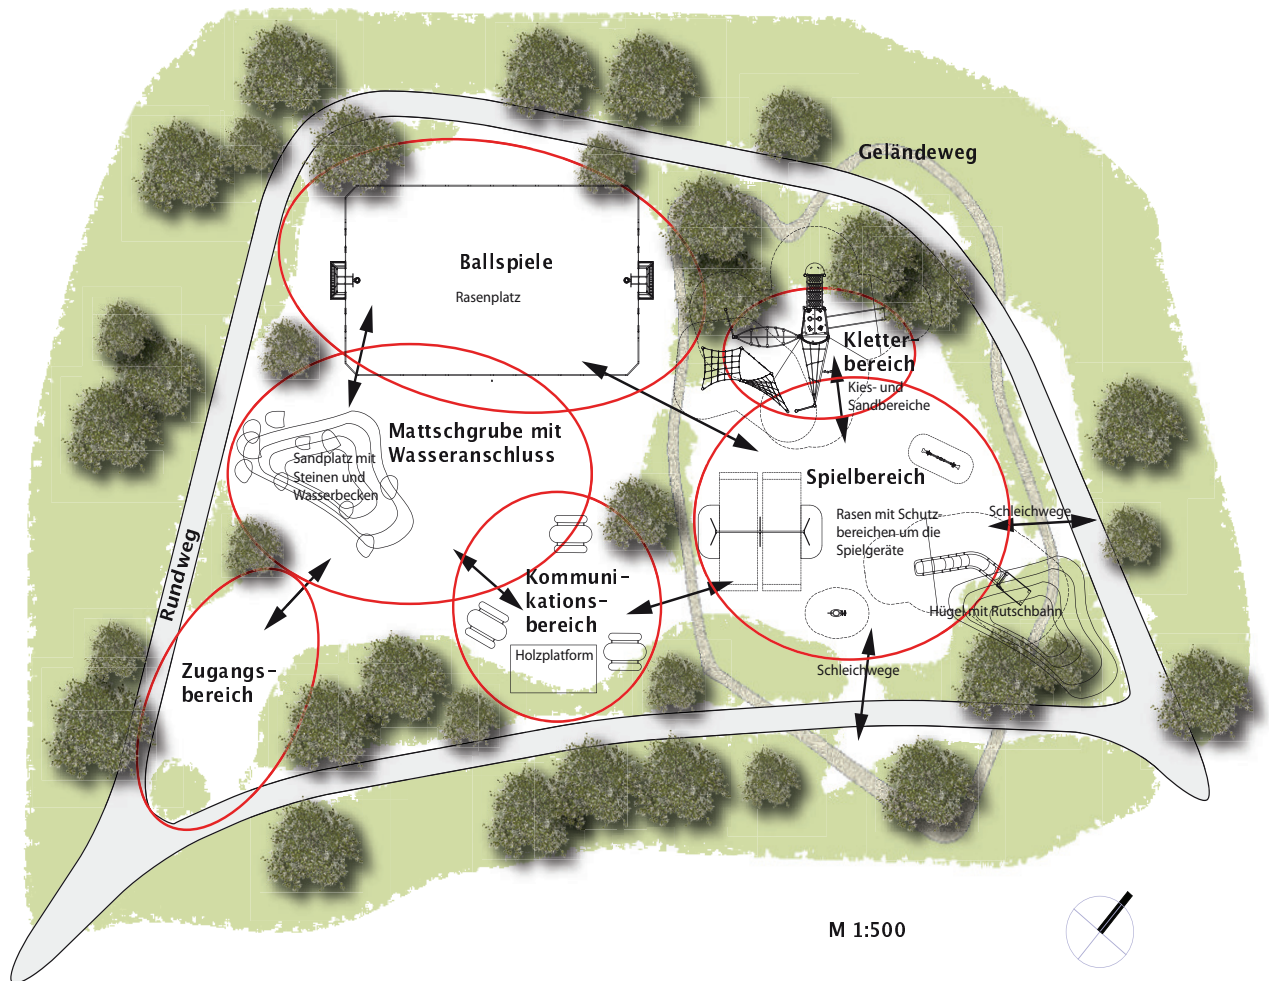 Geländeweg
Ballspiele
Rasenplatz
Kletter-
bereich
Kies- und
Sandbereiche
Mattschgrube mit
Wasseranschluss
Sandplatz mit
Steinen und
Wasserbecken
Spielbereich
Rasen mit Schutz-
bereichen um die
Spielgeräte
Schleichwege
Rundweg
Kommuni-
kations-
bereich
Holzplatform
Hügel mit Rutschbahn
Zugangs-
bereich
Schleichwege
M 1:500